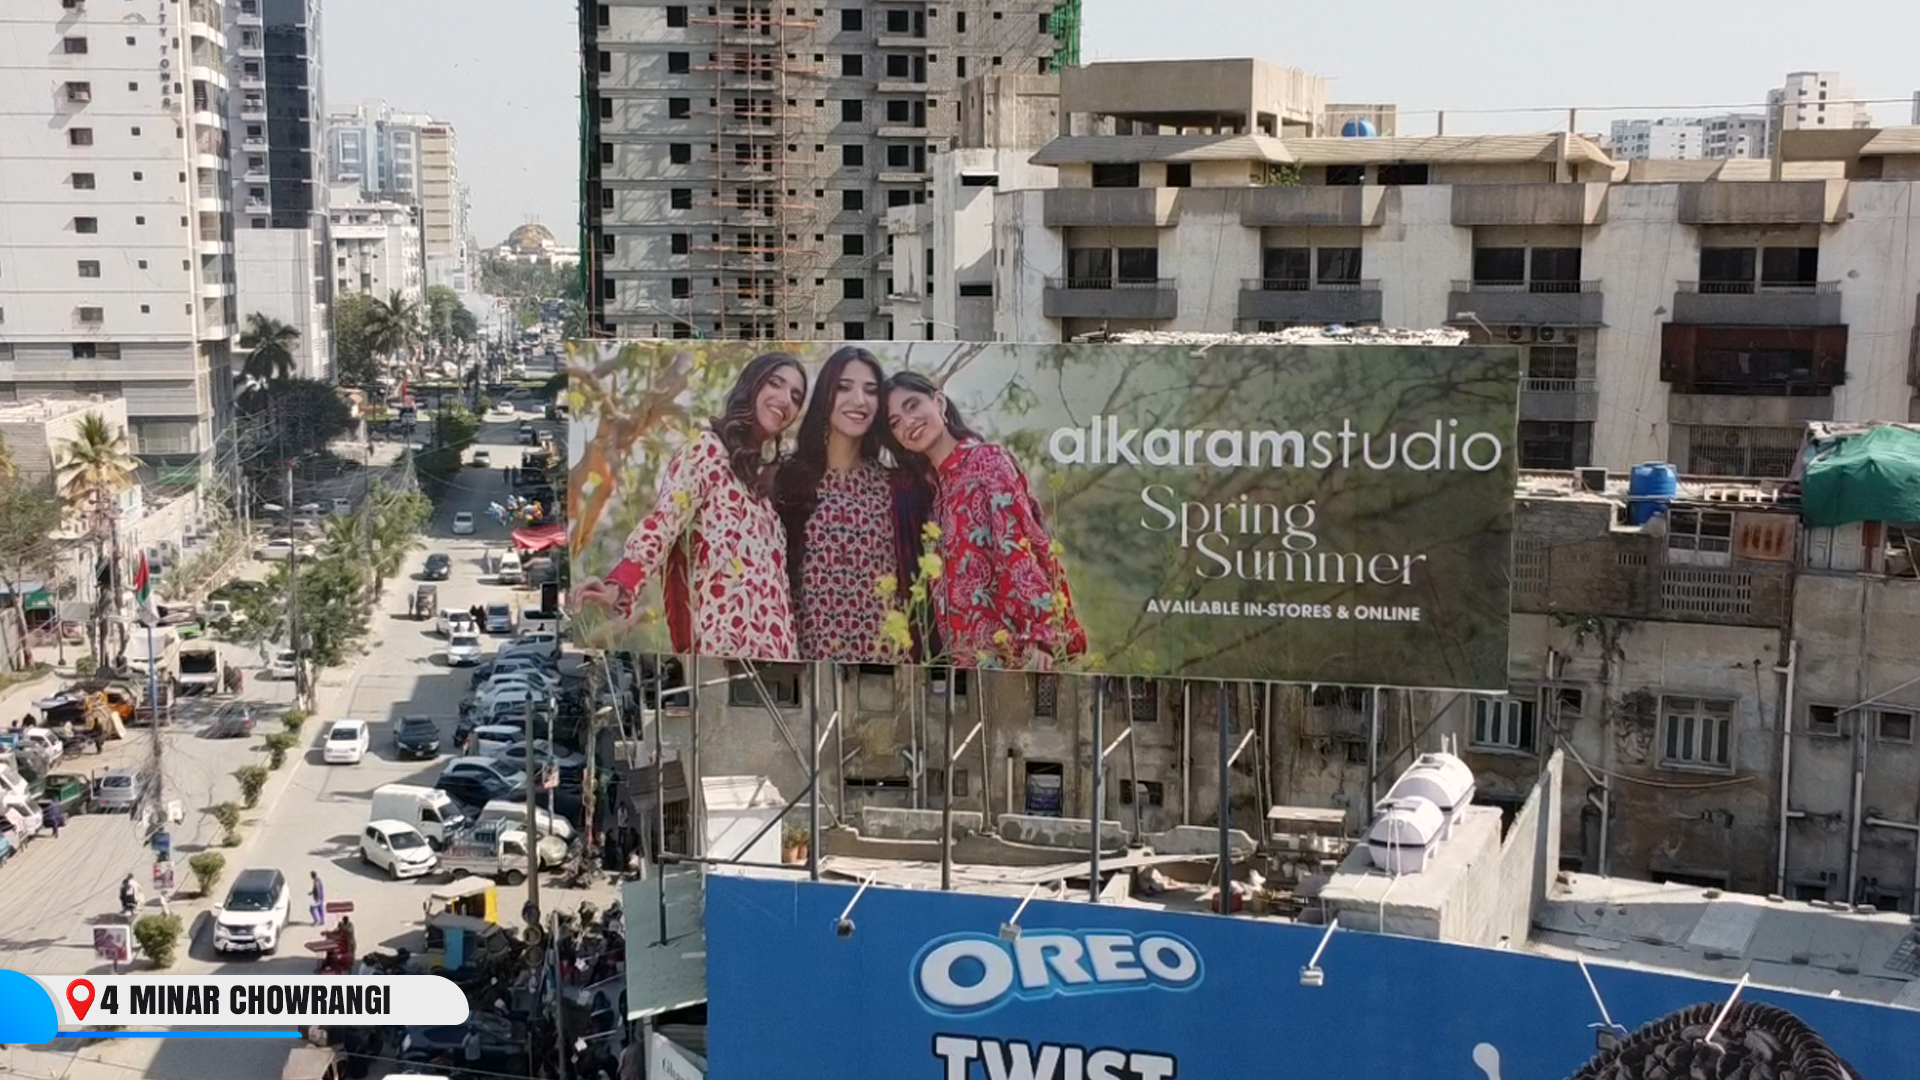 alkaramstudio
Spring
Summer
AVAILABLE IN-STORES & ONLINE
OREO
TWIST
4 MINAR CHOWRANGI